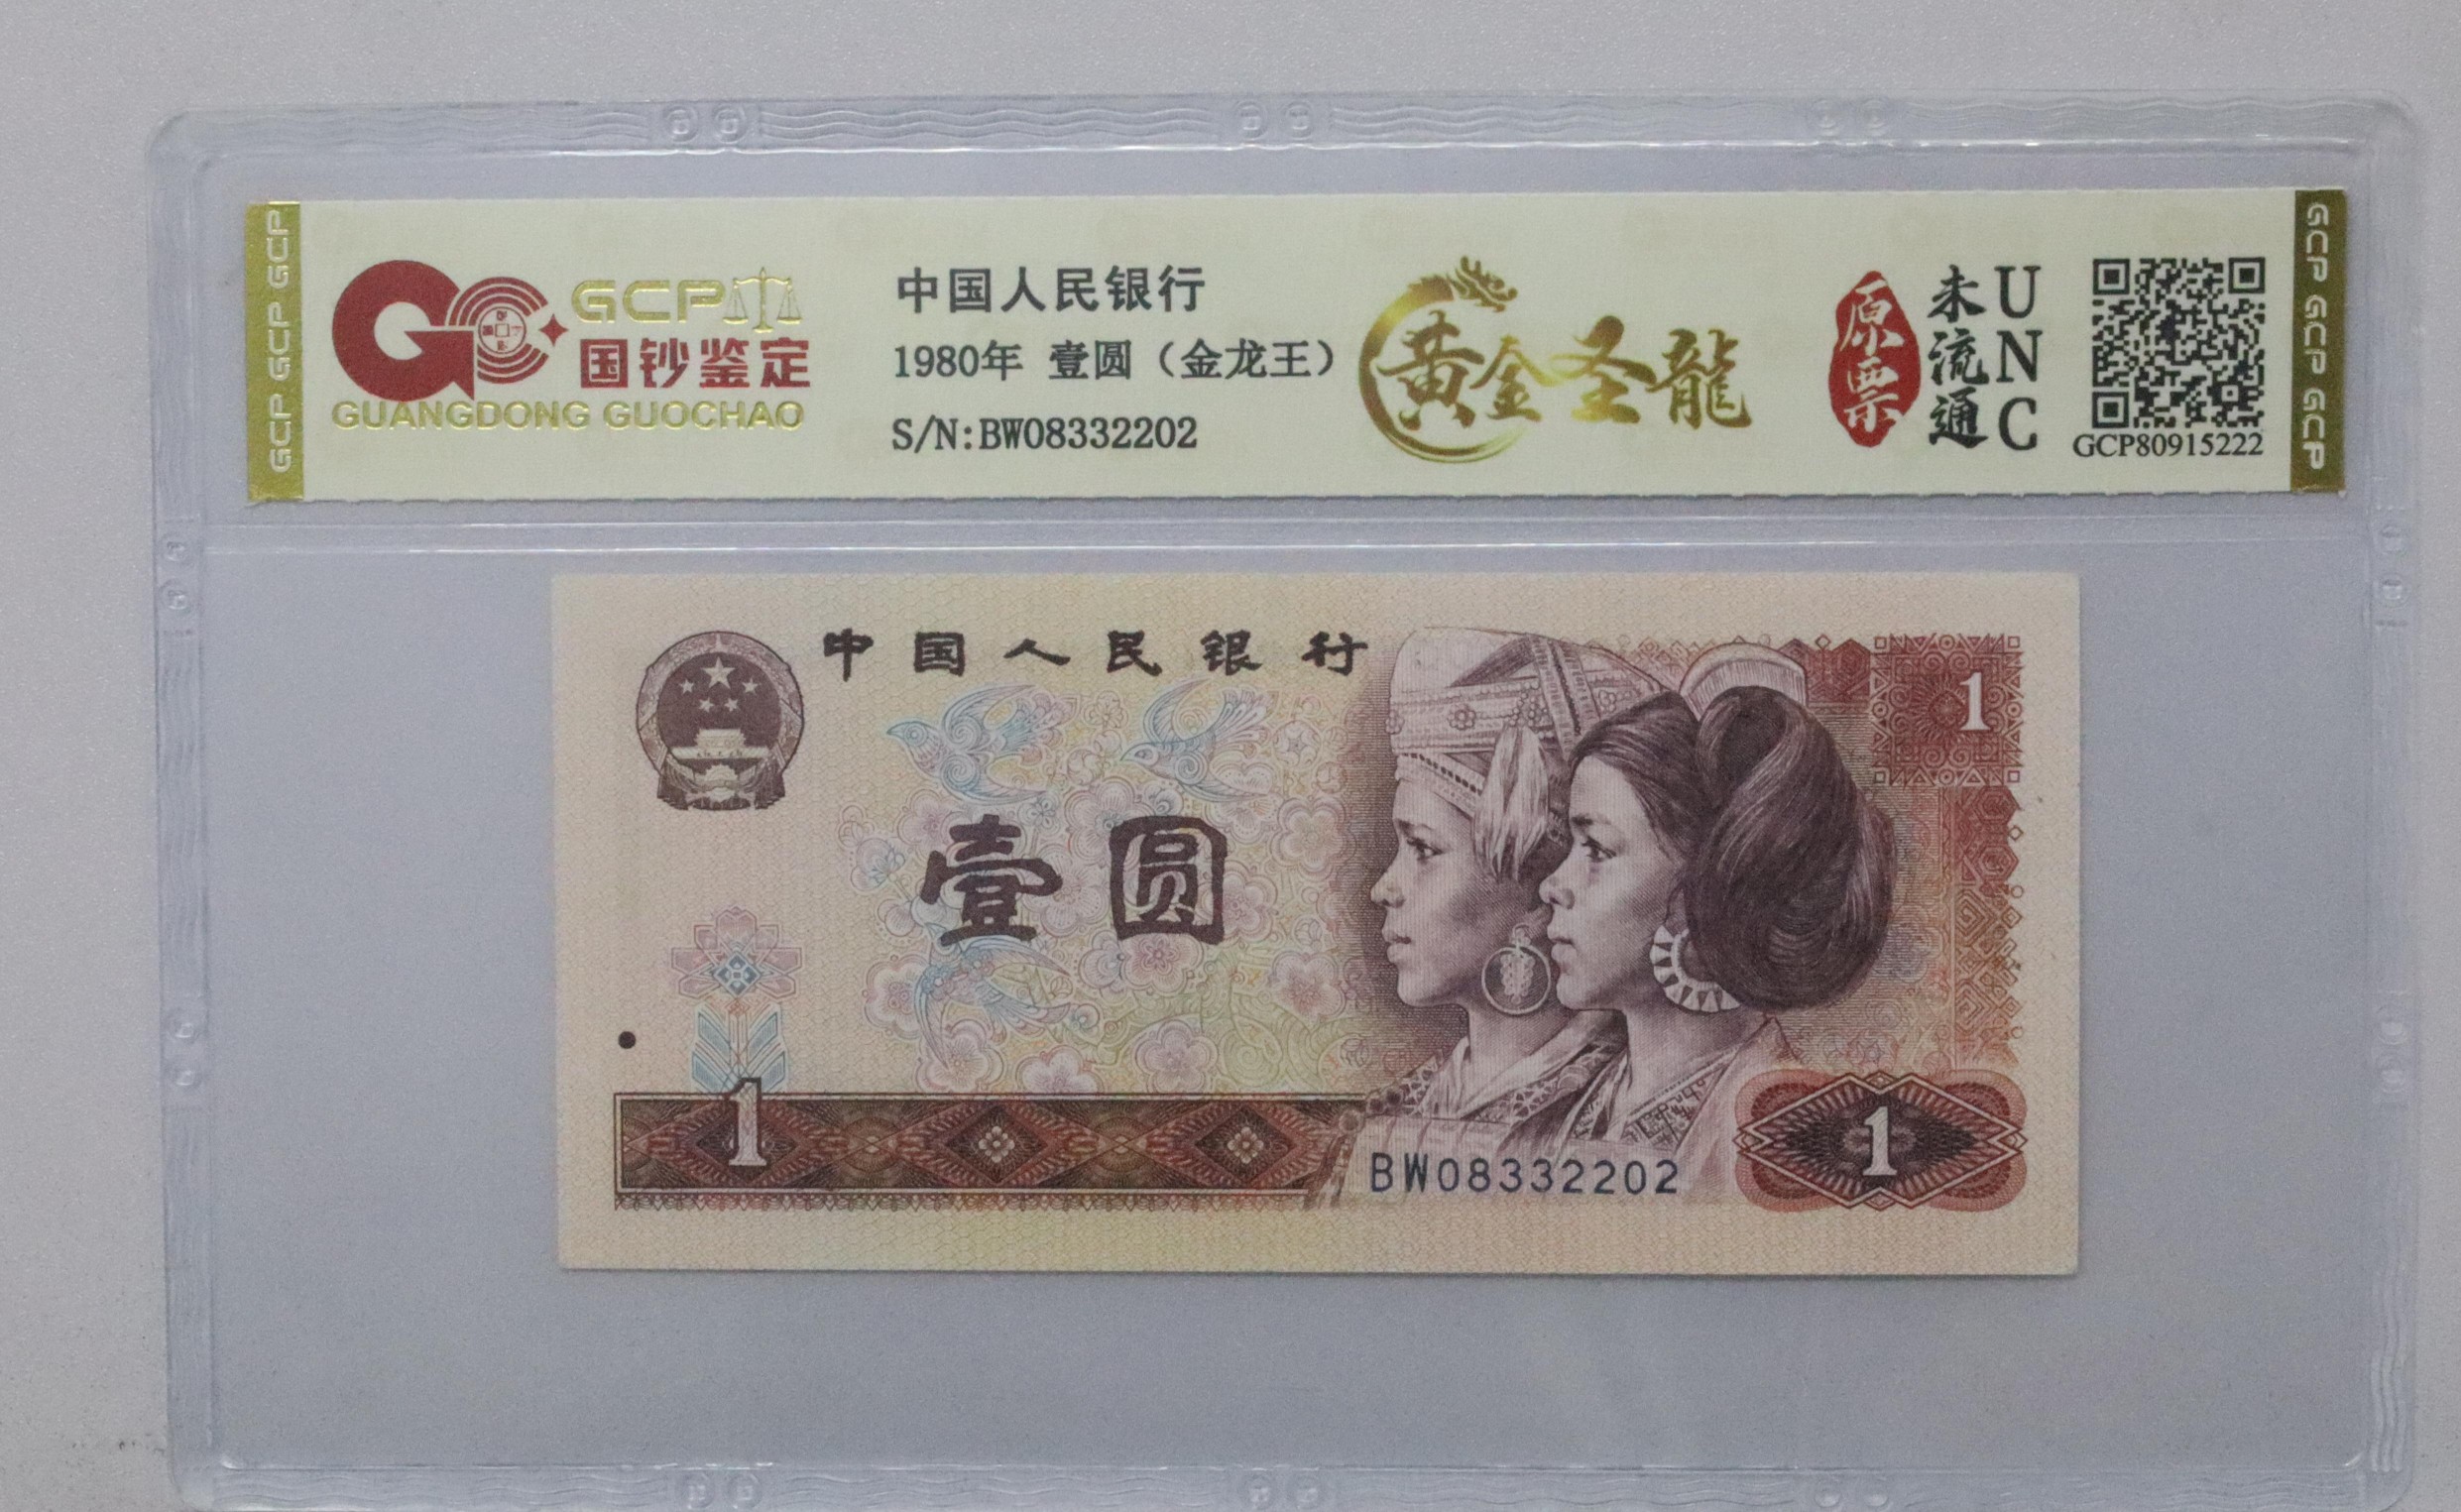 GCP GCP GCP
GCP
国钞鉴定
GUANGDONG GUOCHAO
中国人民银行
1980年 壹圆（金龙王）
S/N:BW08332202
黄金圣龍
原票
未流通
UNC
GCP80915222
GCP GCP GCP
中国人民银行
1
壹圆
1
BW08332202
1